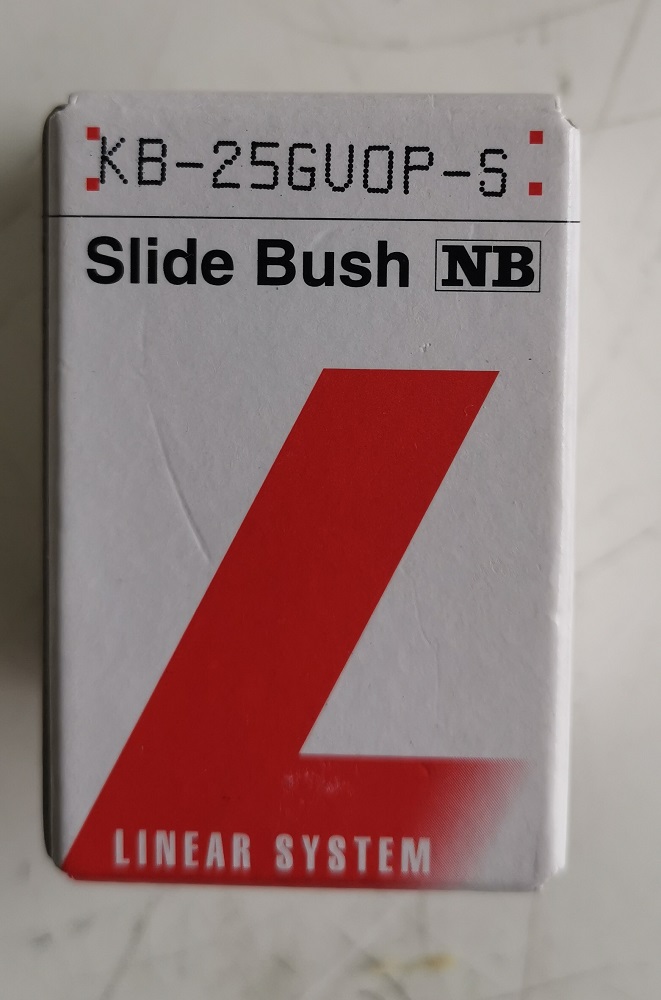 KB-25GUOP-S
Slide Bush NB
LINEAR SYSTEM